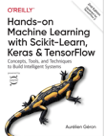 O'REILLY®
Hands-on
Machine Learning with
Scikit-Learn,
Keras & TensorFlow
Concepts, Tools, and Techniques
to Build Intelligent Systems
Aurélien Géron